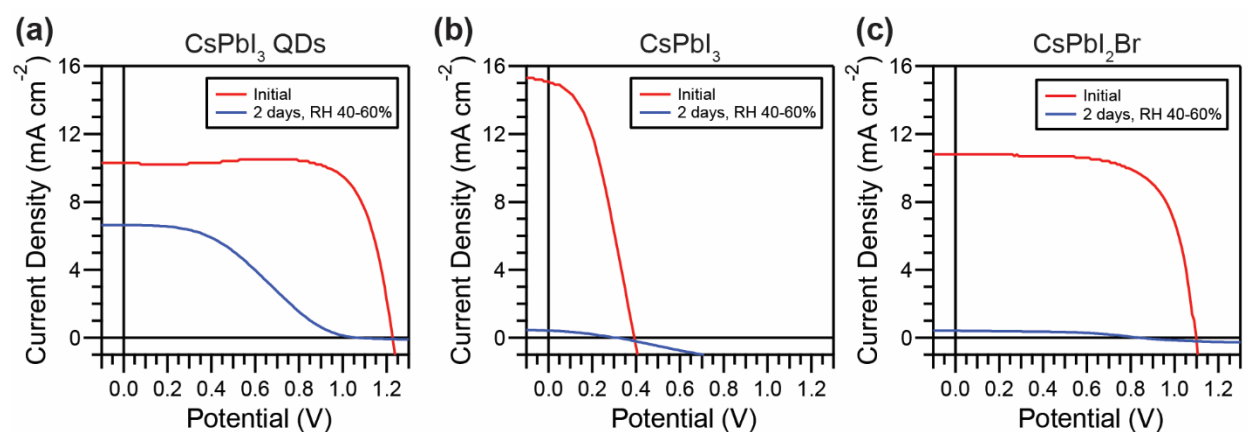 (a)
CsPbI₃ QDs
Current Density (mA cm⁻²)
16
12
8
4
0
Initial
2 days, RH 40-60%
0.0 0.2 0.4 0.6 0.8 1.0 1.2
Potential (V)
(b)
CsPbI₃
Current Density (mA cm⁻²)
16
12
8
4
0
Initial
2 days, RH 40-60%
0.0 0.2 0.4 0.6 0.8 1.0 1.2
Potential (V)
(c)
CsPbI₂Br
Current Density (mA cm⁻²)
16
12
8
4
0
Initial
2 days, RH 40-60%
0.0 0.2 0.4 0.6 0.8 1.0 1.2
Potential (V)